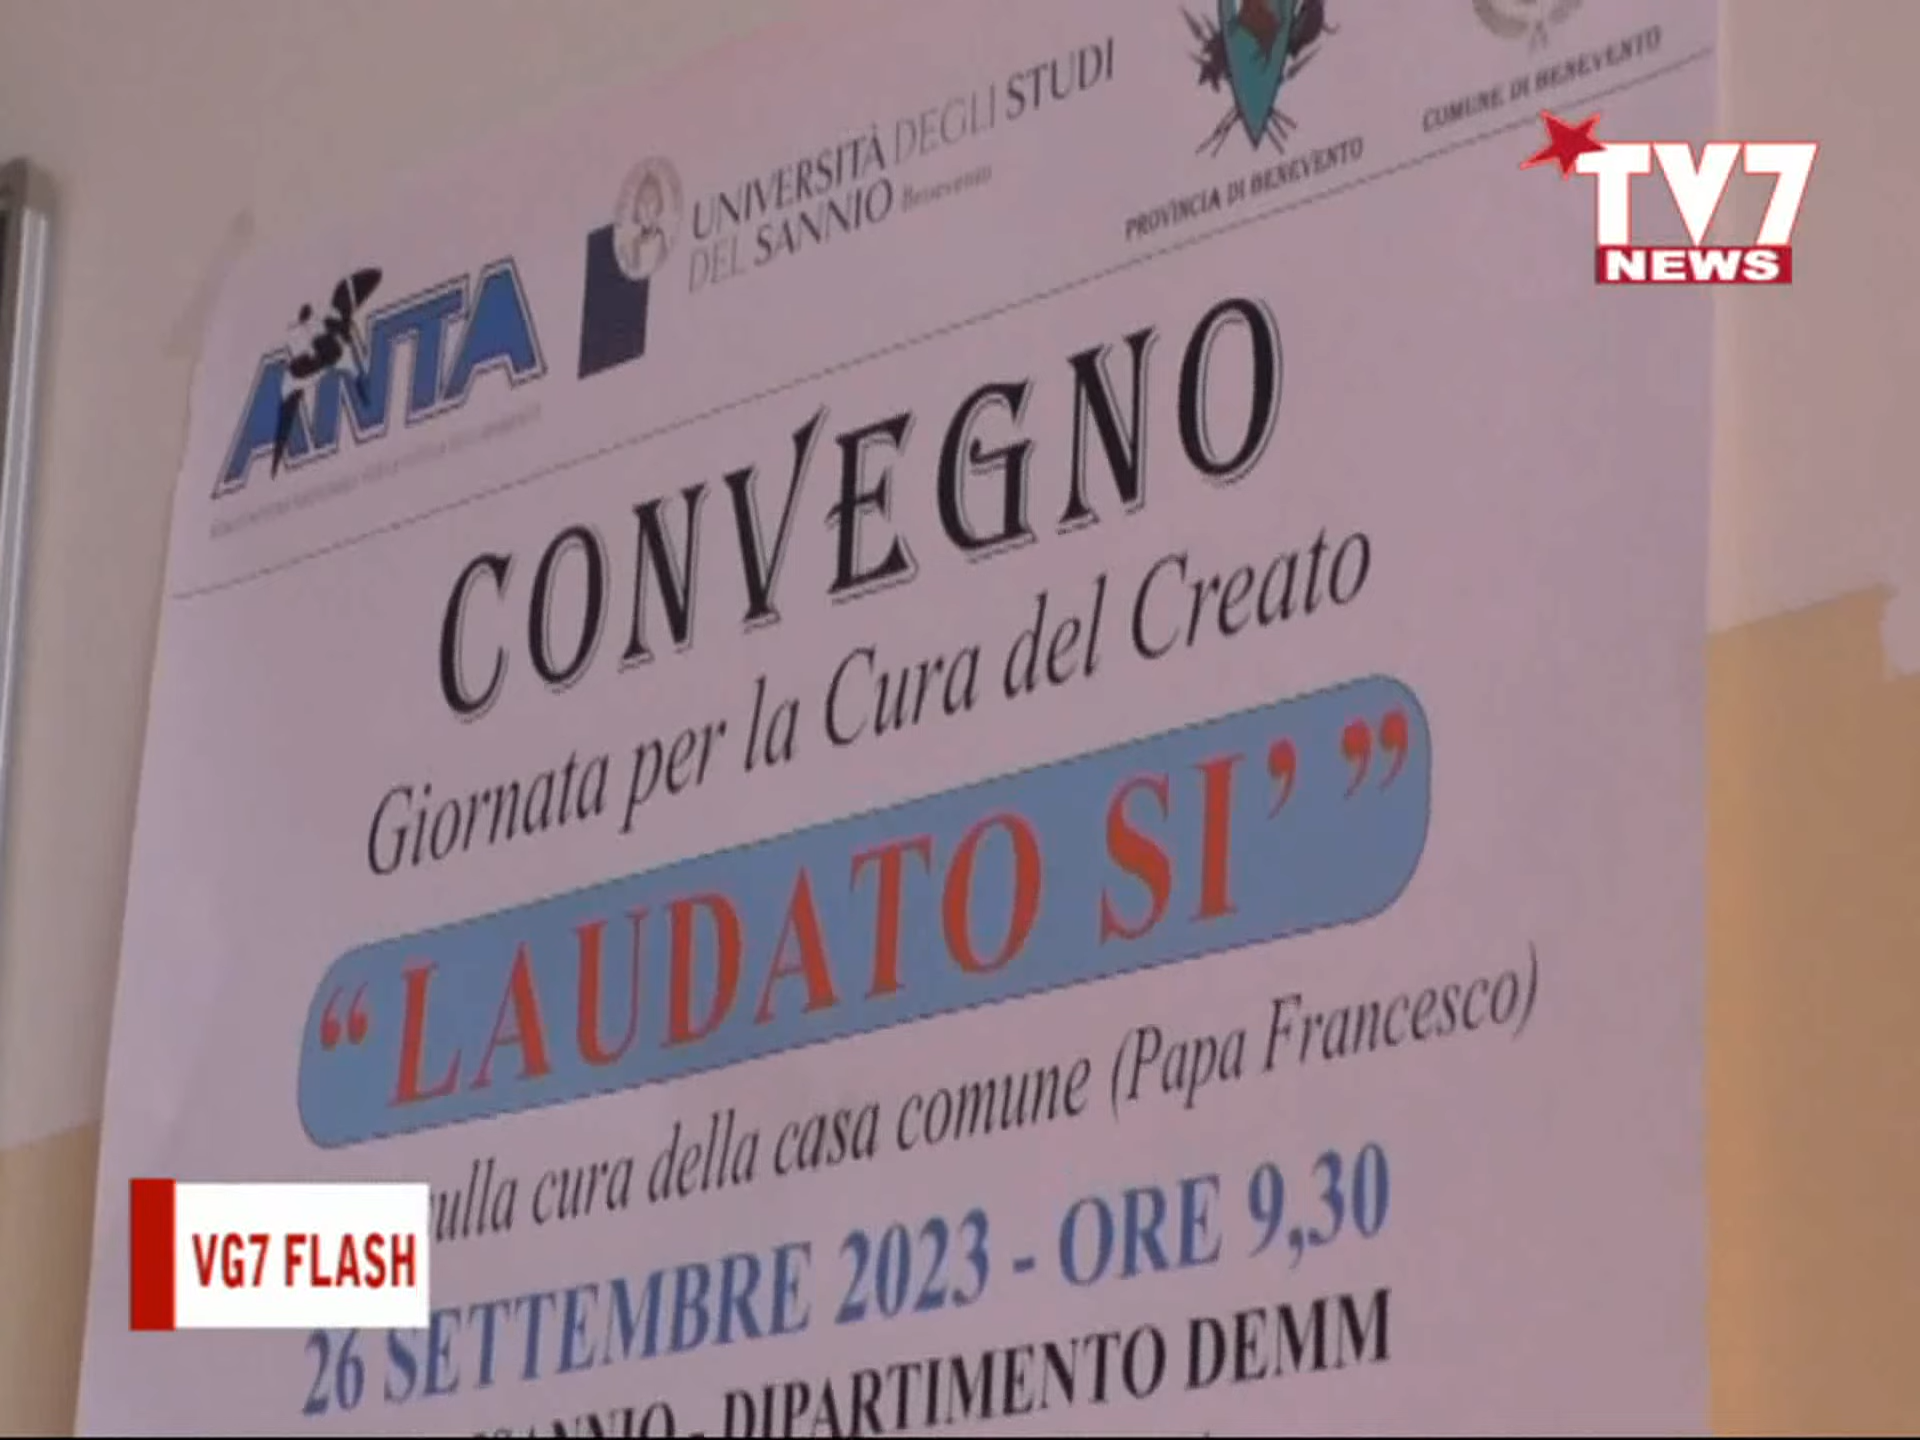 UNIVERSITÀ DEGLI STUDI
DEL SANNIO Benevento
PROVINCIA DI BENEVENTO
COMUNE DI BENEVENTO
TV7
NEWS
ANTA
CONVEGNO
Giornata per la Cura del Creato
“LAUDATO SI’ ”
cura della casa comune (Papa Francesco)
VG7 FLASH
26 SETTEMBRE 2023 - ORE 9,30
- DIPARTIMENTO DEMM